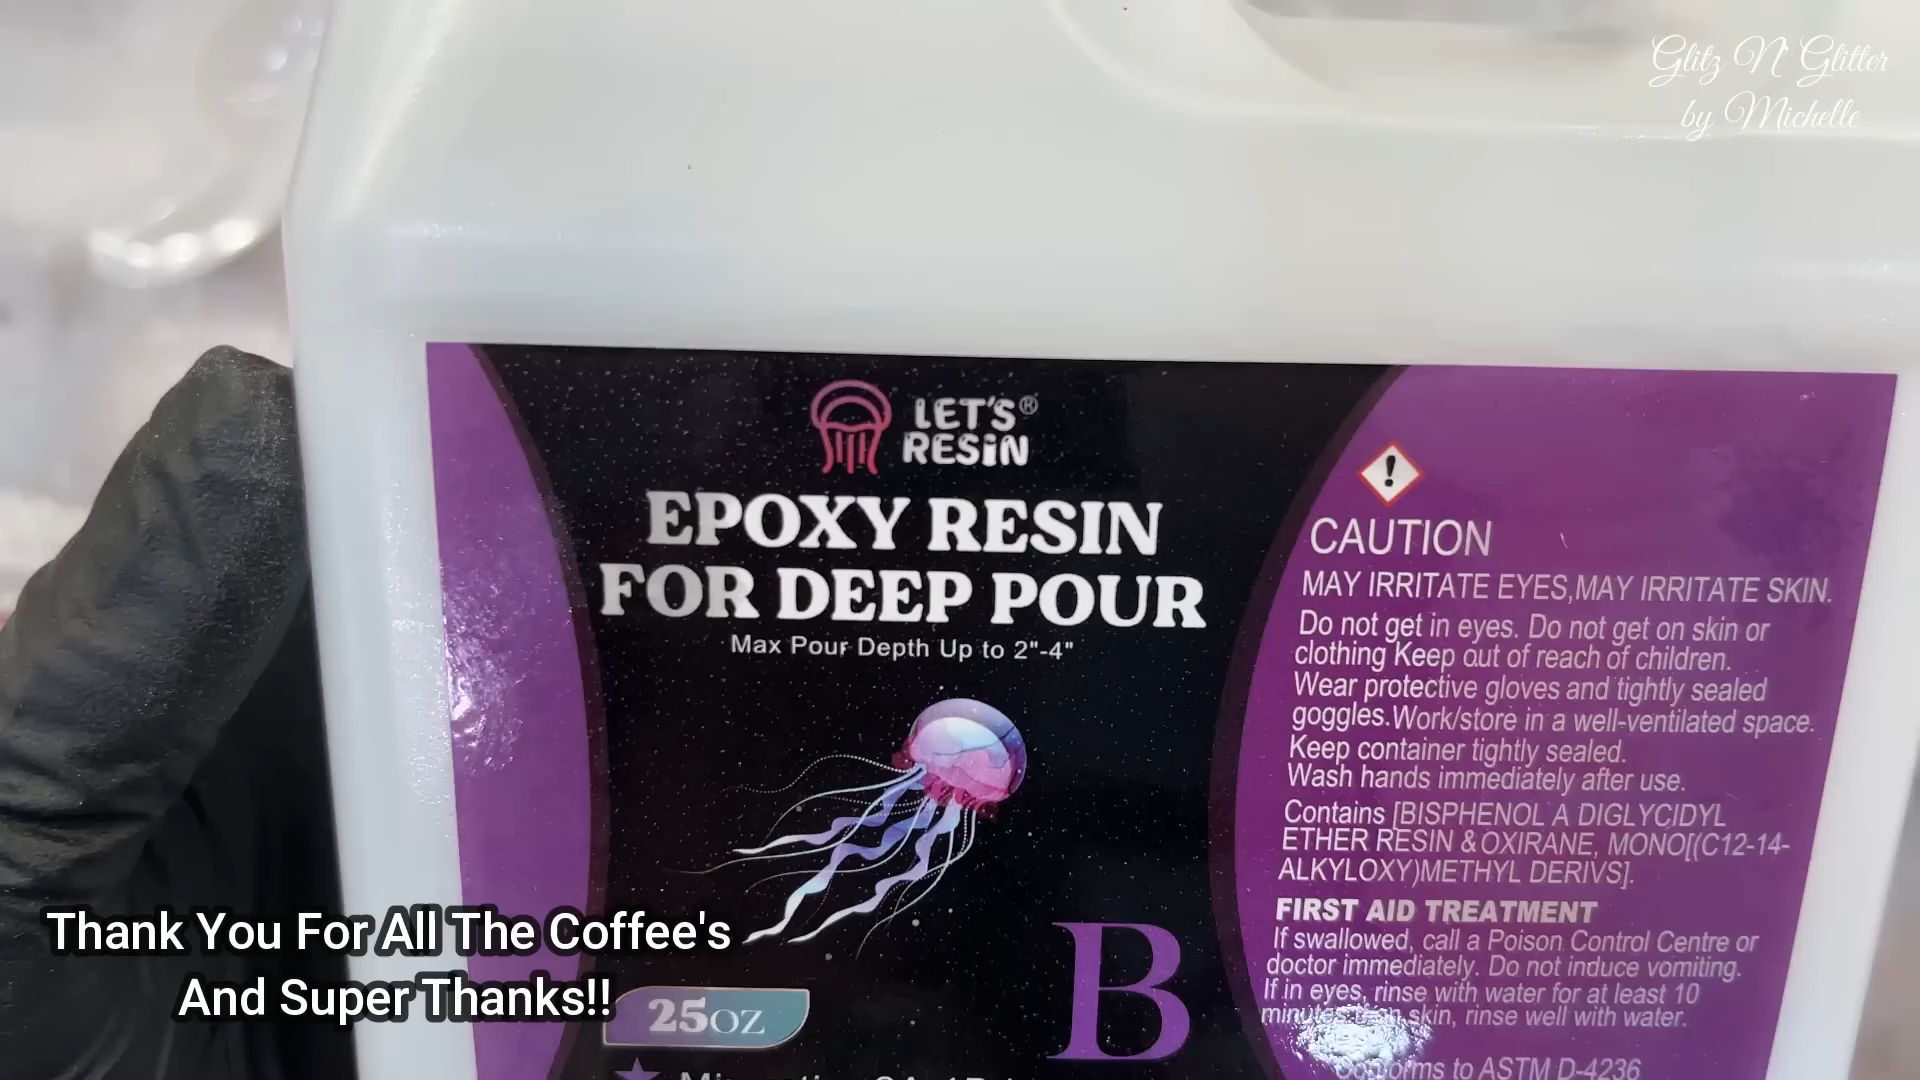 Glitz N' Glitter
by Michelle
LET'S®
RESiN
EPOXY RESIN
FOR DEEP POUR
Max Pour Depth Up to 2"-4"
25OZ
B
CAUTION
MAY IRRITATE EYES,MAY IRRITATE SKIN.
Do not get in eyes. Do not get on skin or
clothing Keep out of reach of children.
Wear protective gloves and tightly sealed
goggles.Work/store in a well-ventilated space.
Keep container tightly sealed.
Wash hands immediately after use.
Contains [BISPHENOL A DIGLYCIDYL
ETHER RESIN & OXIRANE, MONO[(C12-14-
ALKYLOXY)METHYL DERIVS].
FIRST AID TREATMENT
If swallowed, call a Poison Control Centre or
doctor immediately. Do not induce vomiting.
If in eyes, rinse with water for at least 10
skin, rinse well with water.
to ASTM D-4236
Thank You For All The Coffee's
And Super Thanks!!